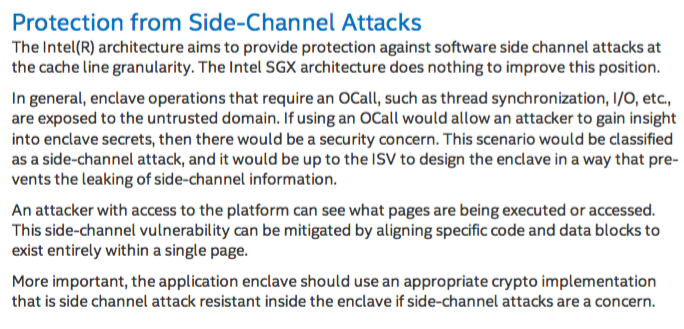 Protection from Side-Channel Attacks
The Intel(R) architecture aims to provide protection against software side channel attacks at
the cache line granularity. The Intel SGX architecture does nothing to improve this position.
In general, enclave operations that require an OCall, such as thread synchronization, I/O, etc.,
are exposed to the untrusted domain. If using an OCall would allow an attacker to gain insight
into enclave secrets, then there would be a security concern. This scenario would be classified
as a side-channel attack, and it would be up to the ISV to design the enclave in a way that pre-
vents the leaking of side-channel information.
An attacker with access to the platform can see what pages are being executed or accessed.
This side-channel vulnerability can be mitigated by aligning specific code and data blocks to
exist entirely within a single page.
More important, the application enclave should use an appropriate crypto implementation
that is side channel attack resistant inside the enclave if side-channel attacks are a concern.